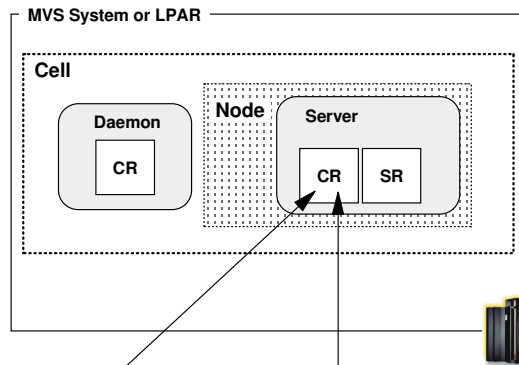 MVS System or LPAR
Cell
Node
Daemon
Server
CR
CR
SR